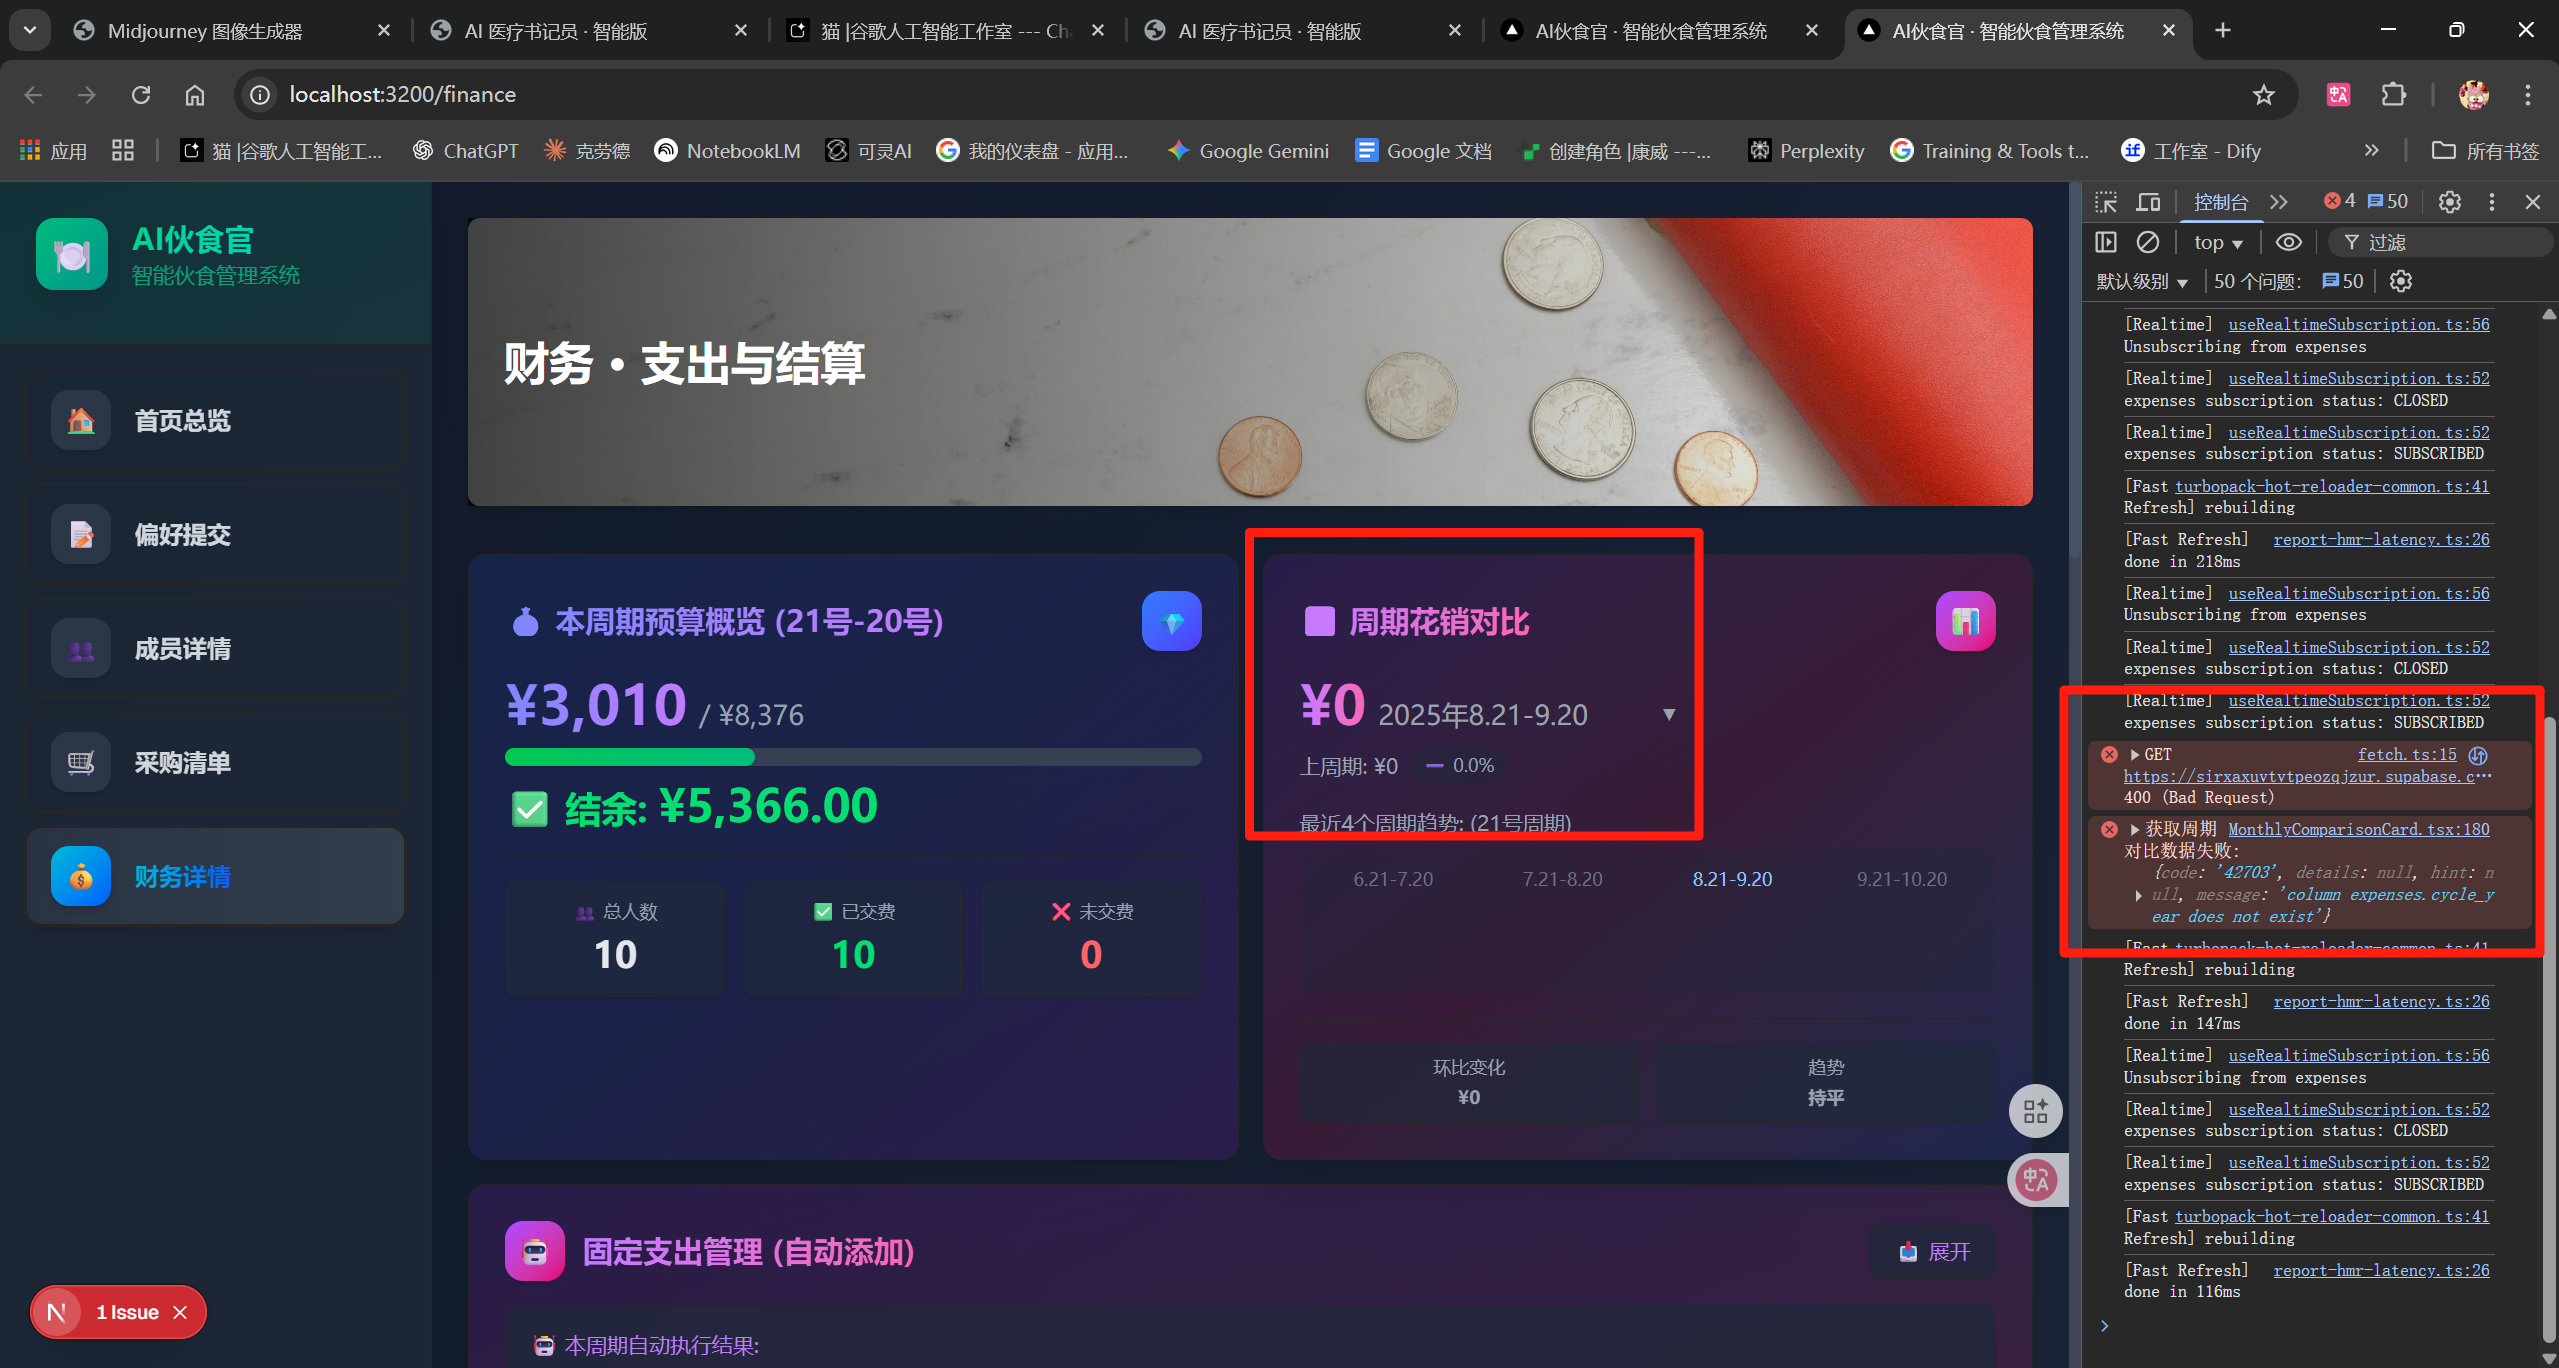 Midjourney 图像生成器
AI 医疗书记员 · 智能版
猫 |谷歌人工智能工作室 --- Ch
AI 医疗书记员 · 智能版
AI伙食官 · 智能伙食管理系统
AI伙食官 · 智能伙食管理系统
localhost:3200/finance
应用
猫 |谷歌人工智能工...
ChatGPT
克劳德
NotebookLM
可灵AI
我的仪表盘 - 应用...
Google Gemini
Google 文档
创建角色 |康威 ---...
Perplexity
Training & Tools t...
工作室 - Dify
所有书签
AI伙食官
智能伙食管理系统
首页总览
偏好提交
成员详情
采购清单
财务详情
1 Issue
财务 • 支出与结算
本周期预算概览 (21号-20号)
¥3,010 / ¥8,376
结余: ¥5,366.00
总人数
10
已交费
10
未交费
0
周期花销对比
¥0 2025年8.21-9.20
上周期: ¥0
0.0%
最近4个周期趋势: (21号周期)
6.21-7.20
7.21-8.20
8.21-9.20
9.21-10.20
环比变化
¥0
趋势
持平
固定支出管理 (自动添加)
展开
本周期自动执行结果:
控制台
4
50
top
过滤
默认级别
50 个问题:
50
[Realtime] useRealtimeSubscription.ts:56
Unsubscribing from expenses
[Realtime] useRealtimeSubscription.ts:52
expenses subscription status: CLOSED
[Realtime] useRealtimeSubscription.ts:52
expenses subscription status: SUBSCRIBED
[Fast turbopack-hot-reloader-common.ts:41
Refresh] rebuilding
[Fast Refresh] report-hmr-latency.ts:26
done in 218ms
[Realtime] useRealtimeSubscription.ts:56
Unsubscribing from expenses
[Realtime] useRealtimeSubscription.ts:52
expenses subscription status: CLOSED
[Realtime] useRealtimeSubscription.ts:52
expenses subscription status: SUBSCRIBED
GET fetch.ts:15
https://sirxaxuvtvtpeozqjzur.supabase.c…
400 (Bad Request)
获取周期 MonthlyComparisonCard.tsx:180
对比数据失败:
{code: '42703', details: null, hint: n
ull, message: 'column expenses.cycle_y
ear does not exist'}
[Fast turbopack-hot-reloader-common.ts:41
Refresh] rebuilding
[Fast Refresh] report-hmr-latency.ts:26
done in 147ms
[Realtime] useRealtimeSubscription.ts:56
Unsubscribing from expenses
[Realtime] useRealtimeSubscription.ts:52
expenses subscription status: CLOSED
[Realtime] useRealtimeSubscription.ts:52
expenses subscription status: SUBSCRIBED
[Fast turbopack-hot-reloader-common.ts:41
Refresh] rebuilding
[Fast Refresh] report-hmr-latency.ts:26
done in 116ms